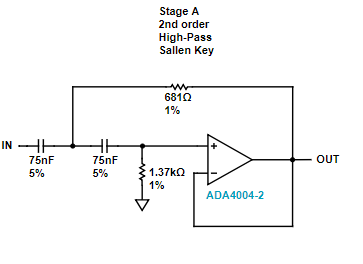 Stage A
2nd order
High-Pass
Sallen Key
681Ω
1%
IN
OUT
75nF
5%
75nF
5%
1.37kΩ
1%
+
-
ADA4004-2